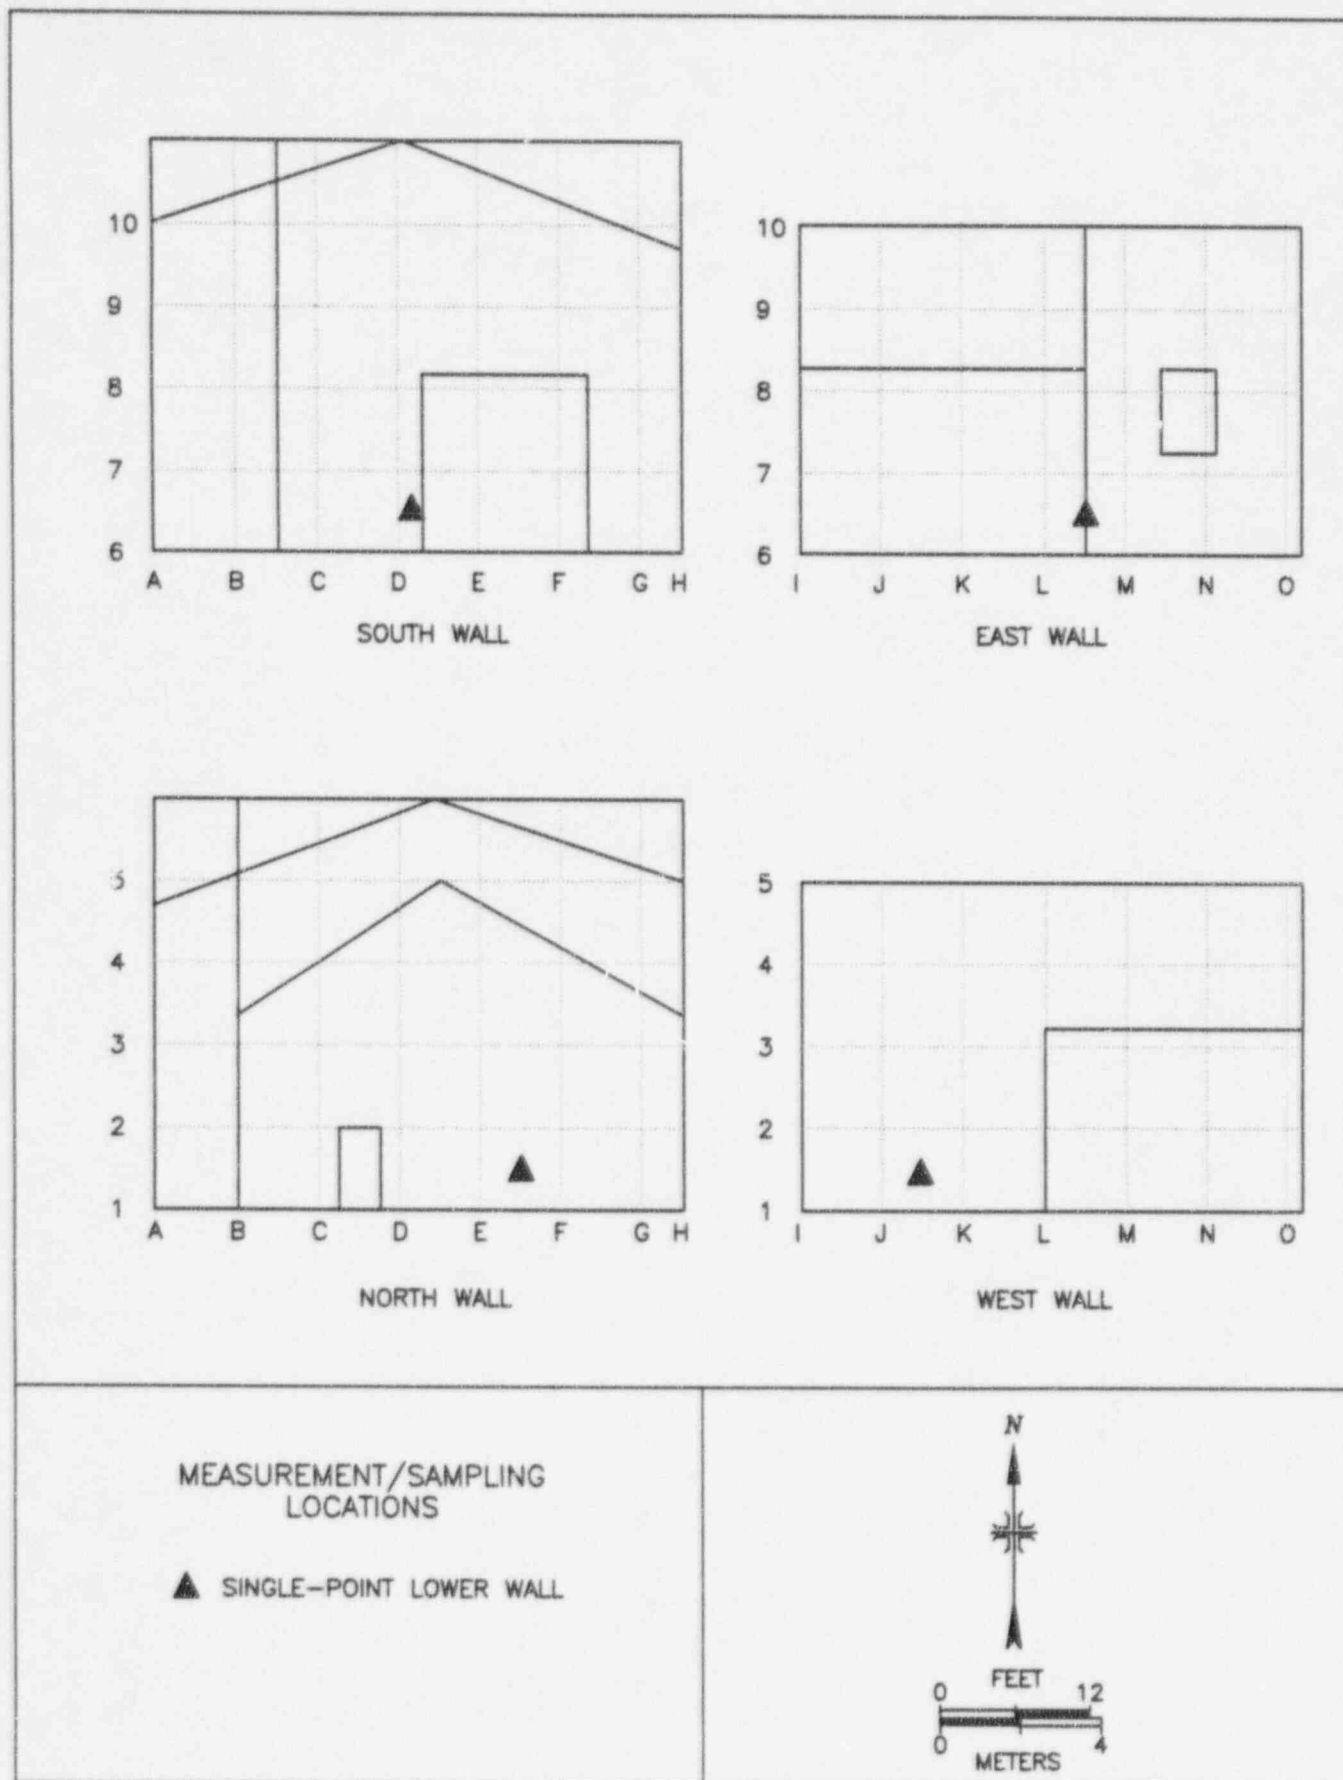 10
9
8
7
6
A B C D E F G H
SOUTH WALL
10
9
8
7
6
I J K L M N O
EAST WALL
5
4
3
2
1
A B C D E F G H
NORTH WALL
5
4
3
2
1
I J K L M N O
WEST WALL
MEASUREMENT/SAMPLING
LOCATIONS
SINGLE-POINT LOWER WALL
N
FEET
0 12
0 4
METERS